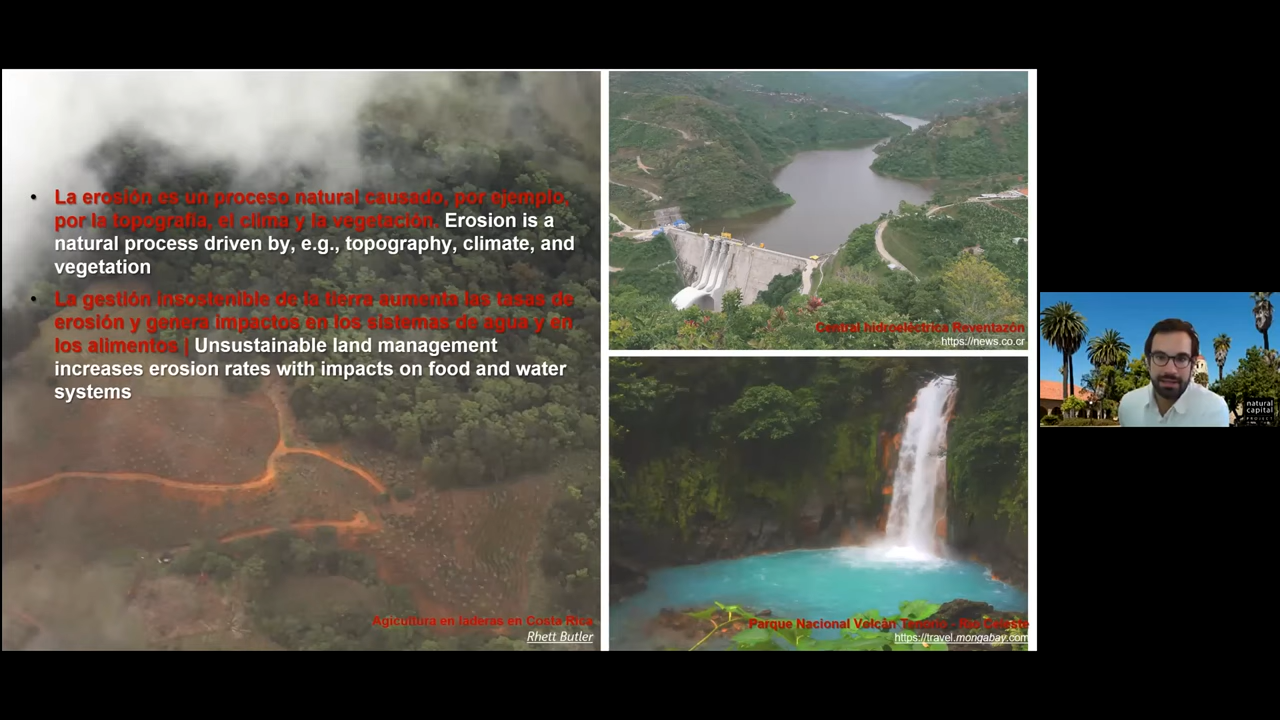 • La erosión es un proceso natural causado, por ejemplo,
por la topografía, el clima y la vegetación. Erosion is a
natural process driven by, e.g., topography, climate, and
vegetation
• La gestión insostenible de la tierra aumenta las tasas de
erosión y genera impactos en los sistemas de agua y en
los alimentos | Unsustainable land management
increases erosion rates with impacts on food and water
systems
Agicultura en laderas en Costa Rica
Rhett Butler
Central hidroeléctrica Reventazón
https://news.co.cr
Parque Nacional Volcán Tenorio - Rio Celeste
https://travel.mongabay.com
natural
capital
PROJECT